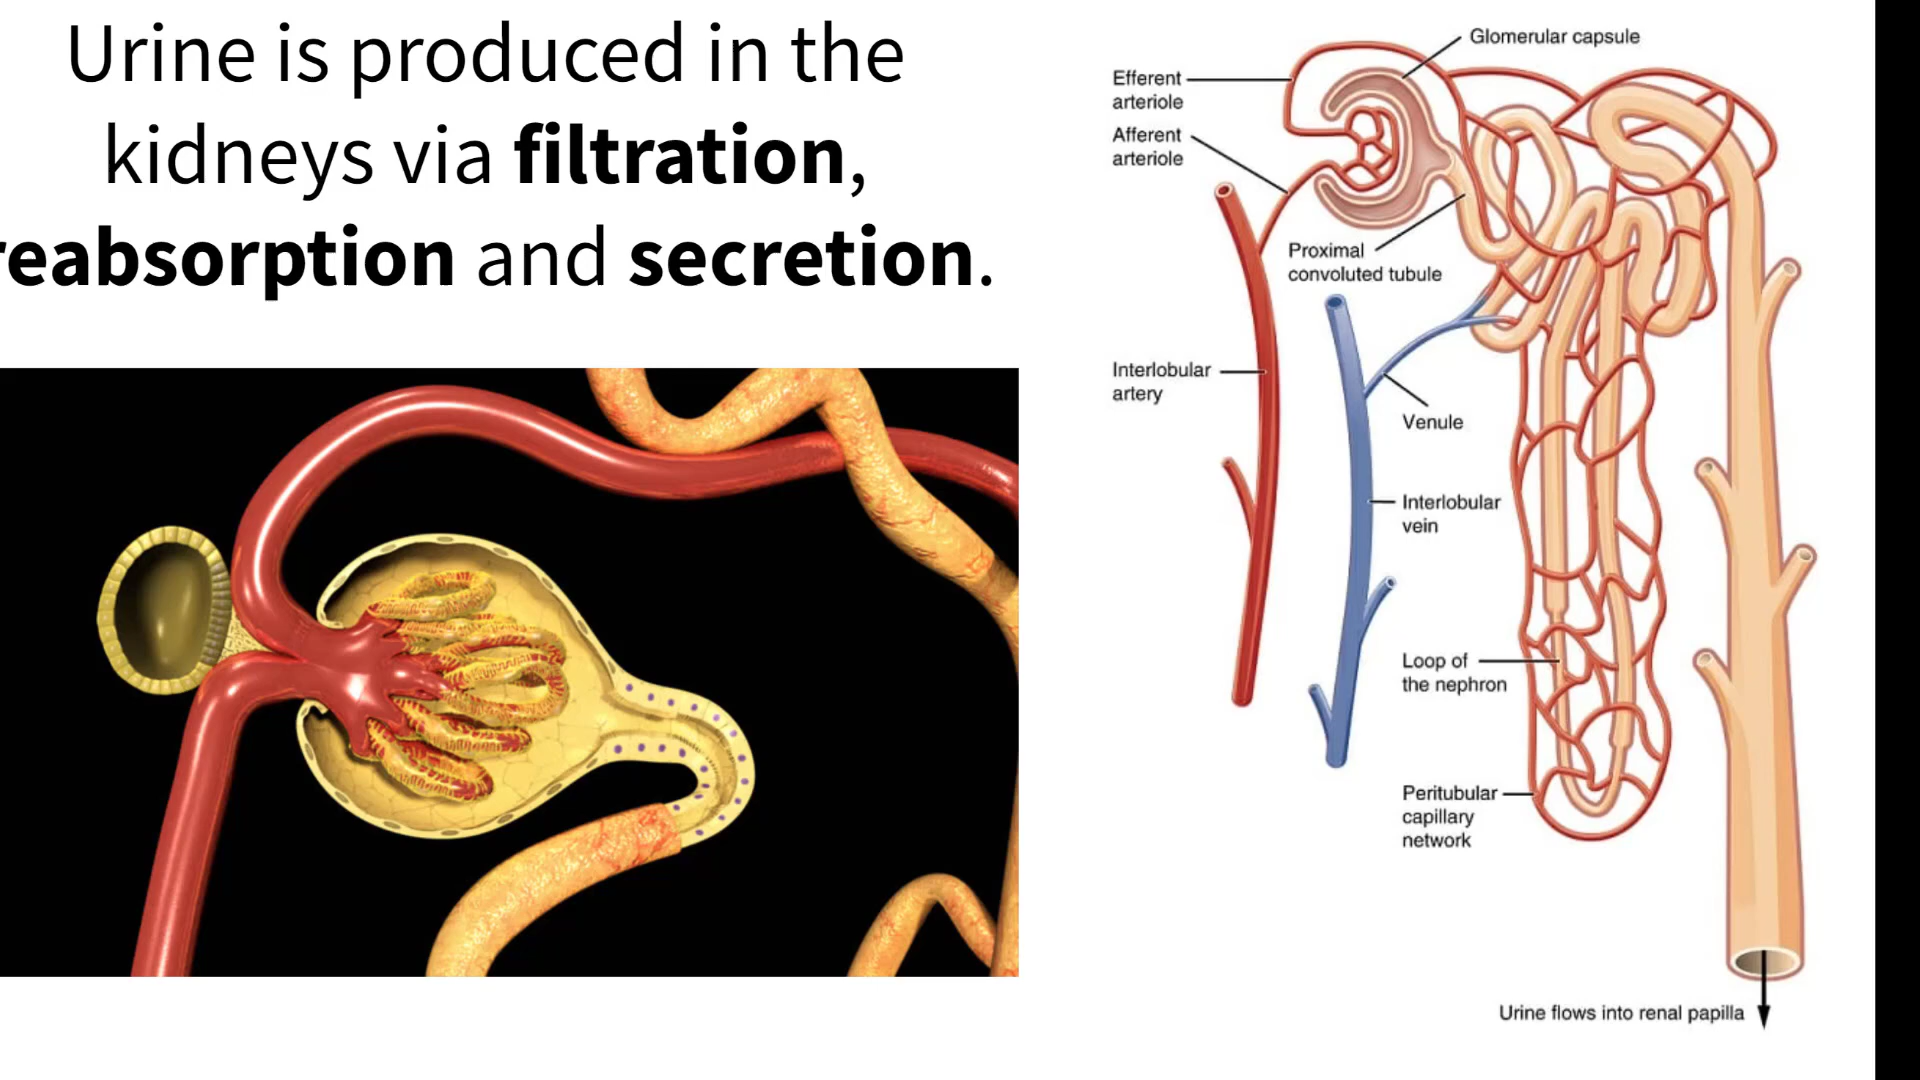 Urine is produced in the
kidneys via filtration,
reabsorption and secretion.
Glomerular capsule
Efferent
arteriole
Afferent
arteriole
Proximal
convoluted tubule
Interlobular
artery
Venule
Interlobular
vein
Loop of
the nephron
Peritubular
capillary
network
Urine flows into renal papilla